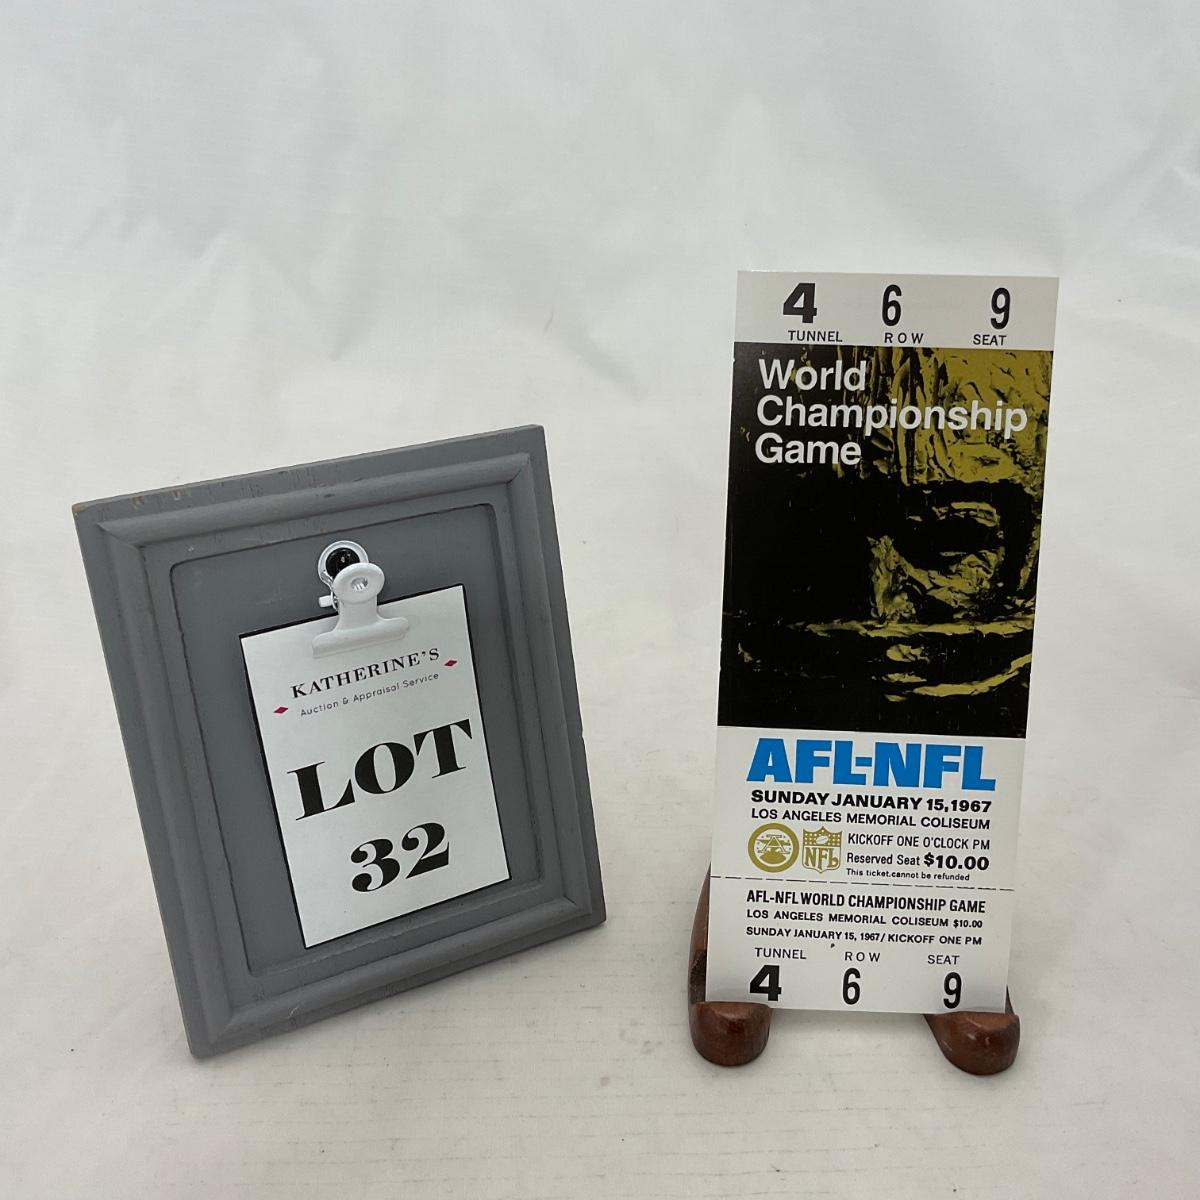 KATHERINE'S
Auction & Appraisal Service
LOT
32
4 6 9
TUNNEL ROW SEAT
World
Championship
Game
AFL-NFL
SUNDAY JANUARY 15, 1967
LOS ANGELES MEMORIAL COLISEUM
KICKOFF ONE O'CLOCK PM
NFL
Reserved Seat $10.00
This ticket cannot be refunded
AFL-NFL WORLD CHAMPIONSHIP GAME
LOS ANGELES MEMORIAL COLISEUM $10.00
SUNDAY JANUARY 15, 1967/ KICKOFF ONE PM
P
TUNNEL ROW SEAT
4 6 9